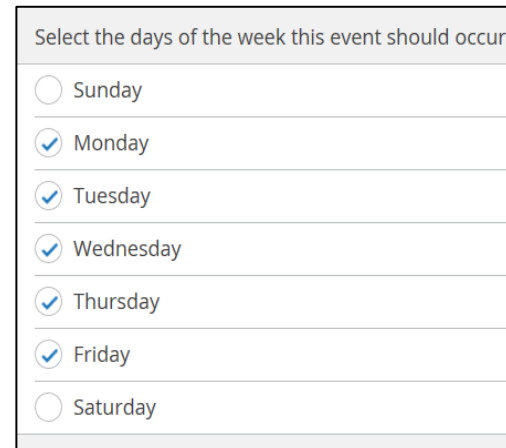 Select the days of the week this event should occur
Sunday
Monday
Tuesday
Wednesday
Thursday
Friday
Saturday